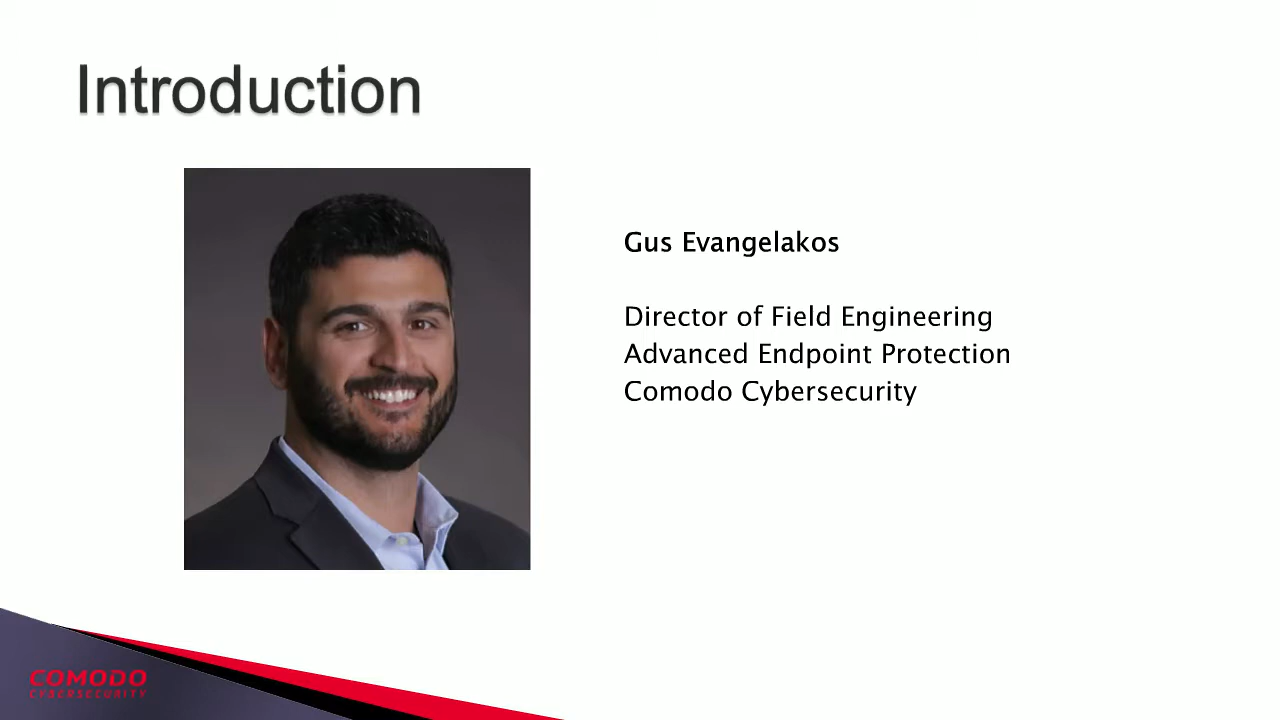 Introduction
Gus Evangelakos
Director of Field Engineering
Advanced Endpoint Protection
Comodo Cybersecurity
COMODO
CYBERSECURITY